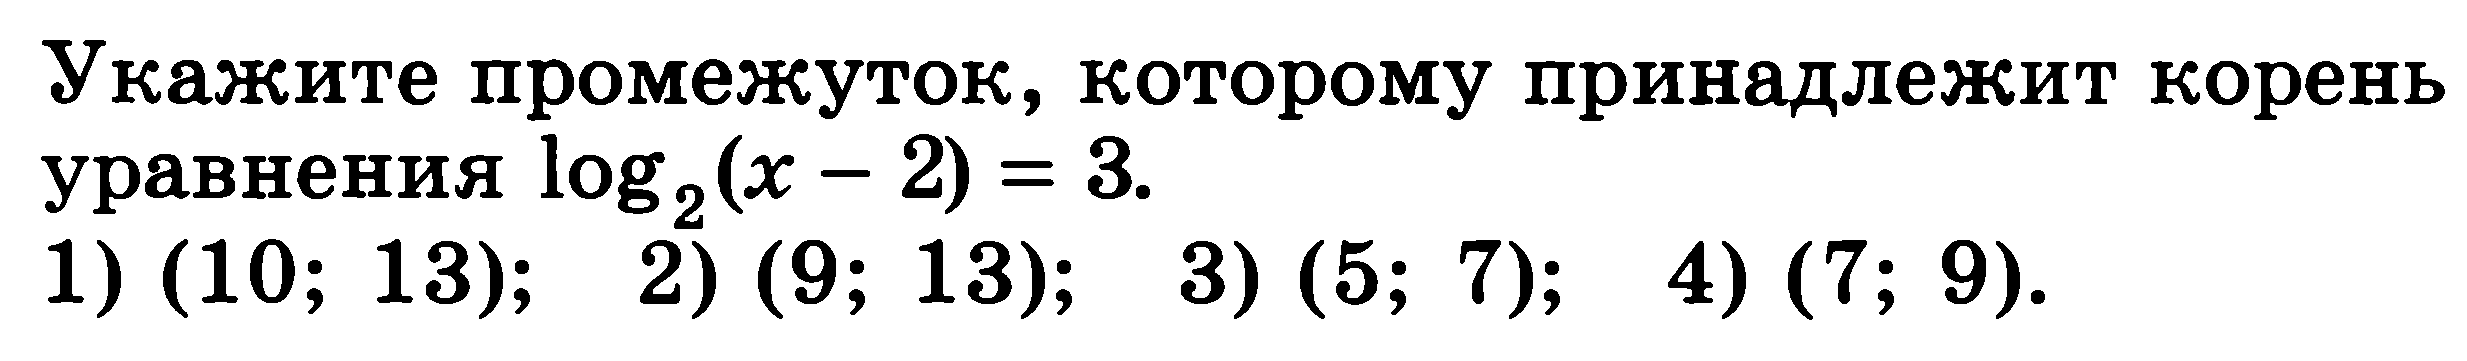 Укажите промежуток, которому принадлежит корень
уравнения log₂(x – 2) = 3.
1) (10; 13); 2) (9; 13); 3) (5; 7); 4) (7; 9).